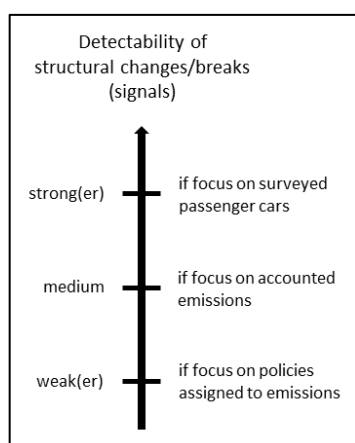 Detectability of
structural changes/breaks
(signals)
strong(er)
if focus on surveyed
passenger cars
medium
if focus on accounted
emissions
weak(er)
if focus on policies
assigned to emissions